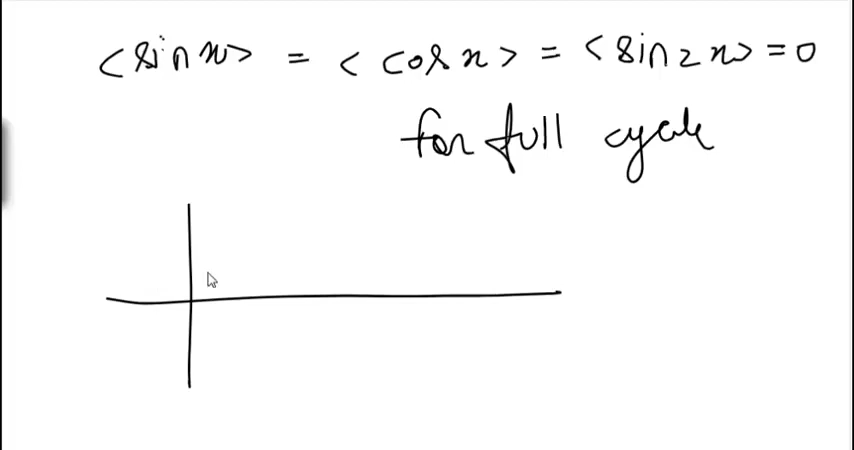 <sin x> = <cos x> = <sin 2x> = 0
for full cycle